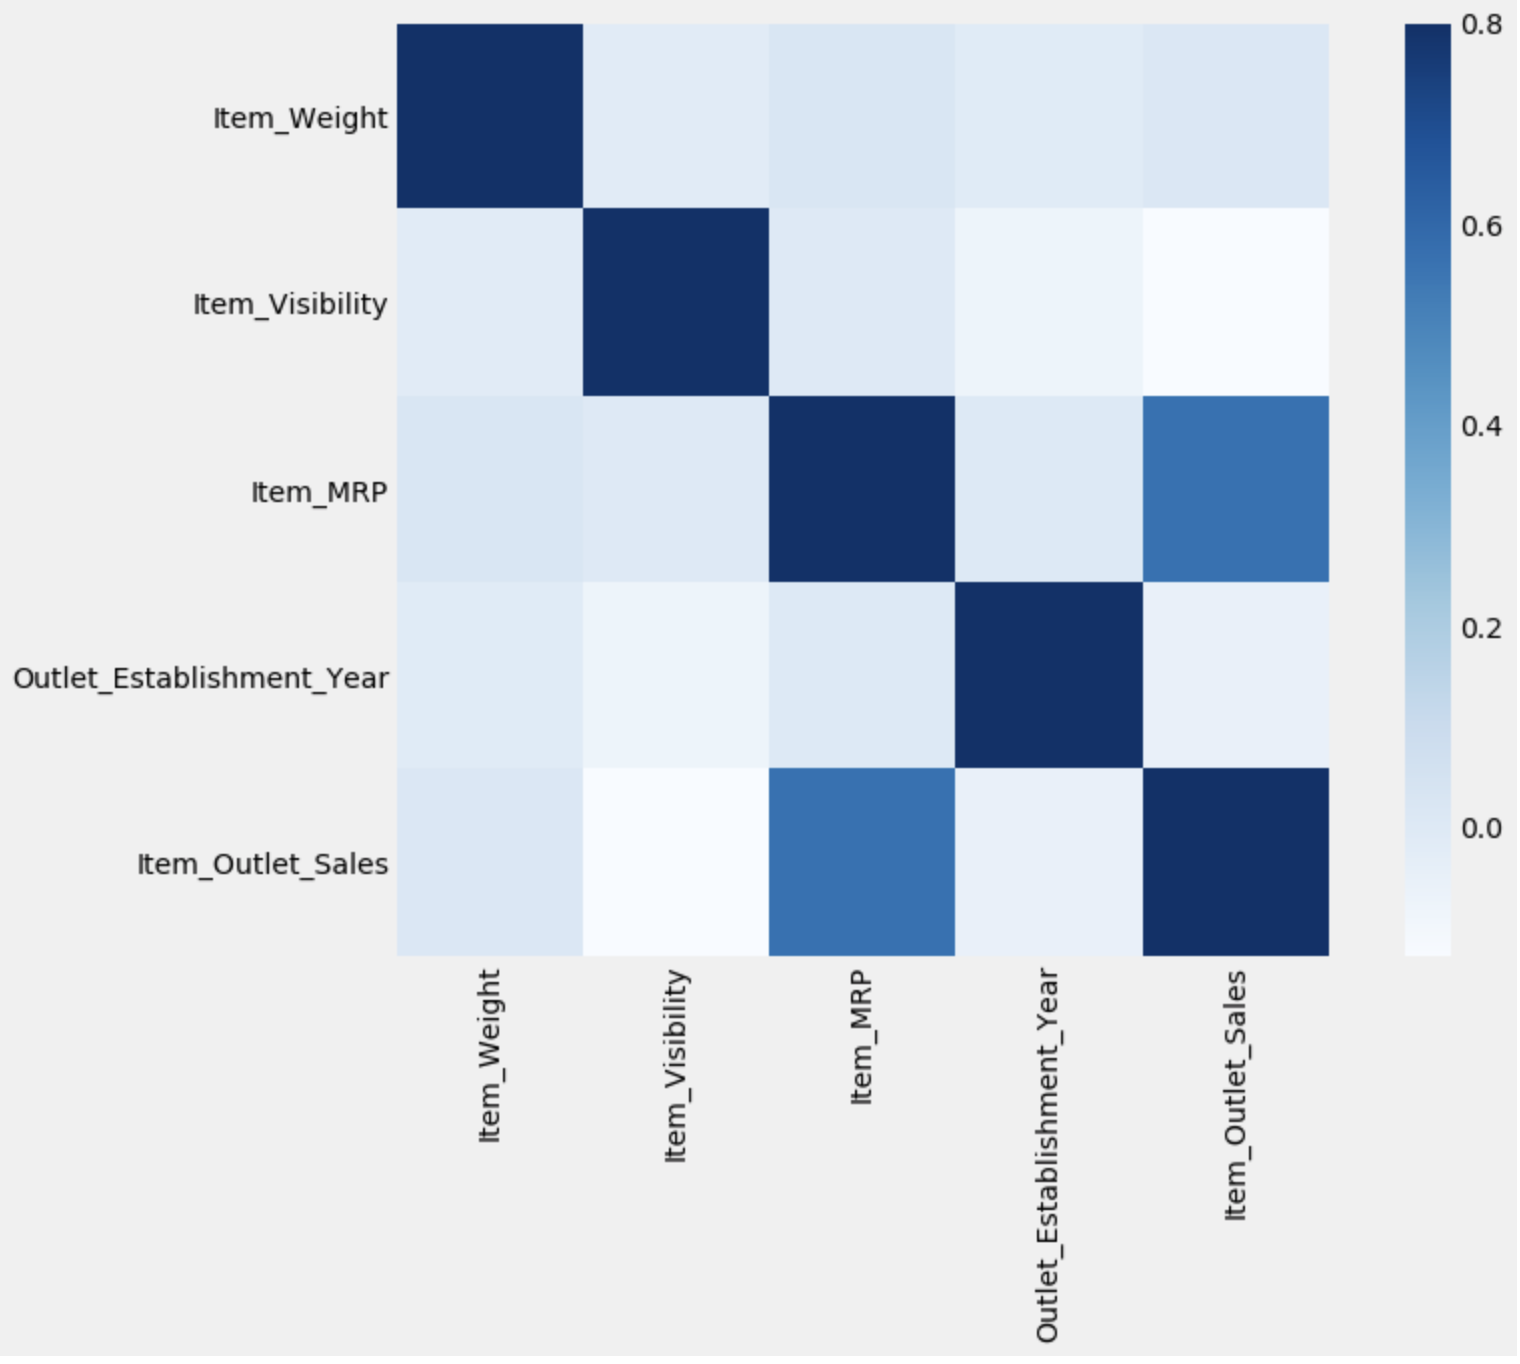 Item_Weight
Item_Visibility
Item_MRP
Outlet_Establishment_Year
Item_Outlet_Sales
Item_Weight
Item_Visibility
Item_MRP
Outlet_Establishment_Year
Item_Outlet_Sales
0.8
0.6
0.4
0.2
0.0